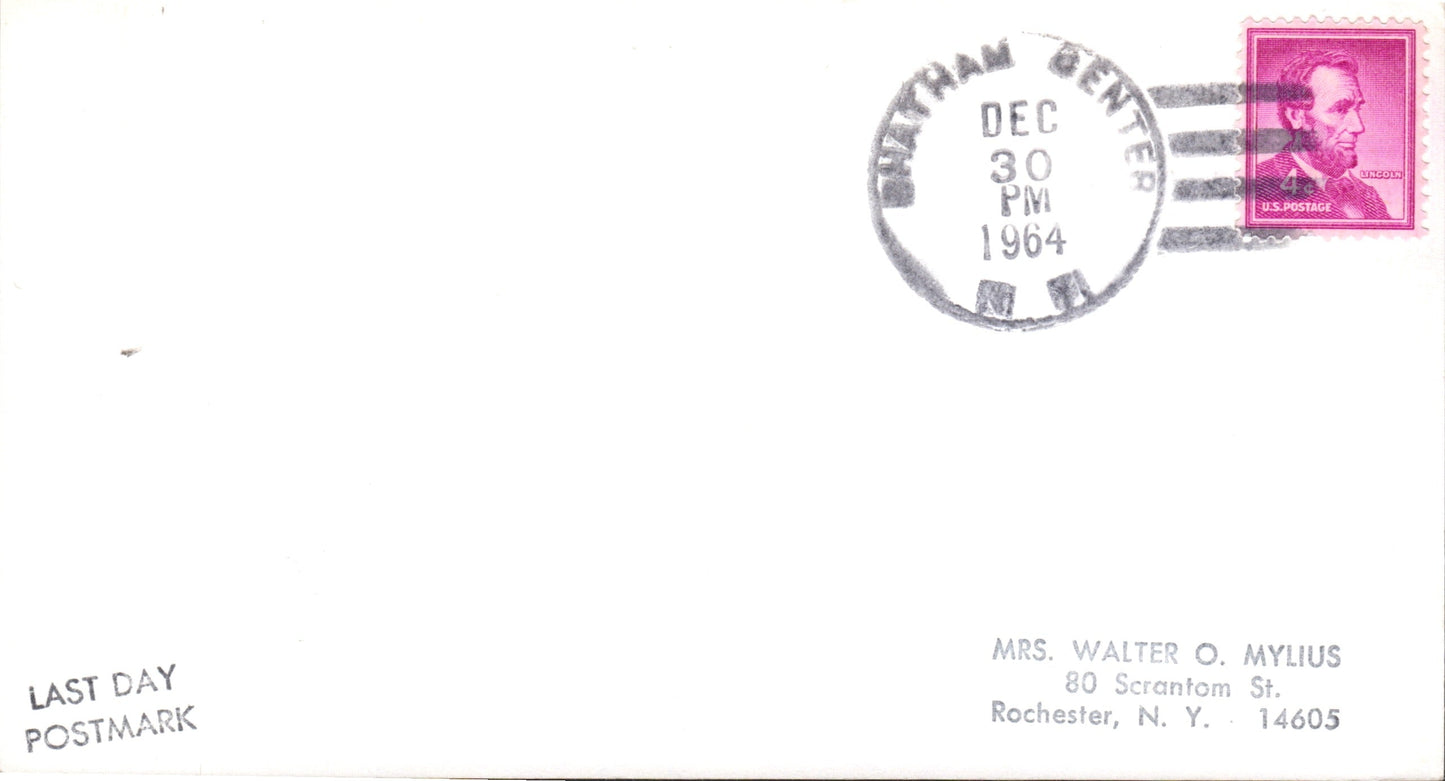 CHATHAM CENTER
DEC
30
PM
1964
N Y
LINCOLN
4¢
U.S. POSTAGE
MRS. WALTER O. MYLIUS
80 Scrantom St.
Rochester, N. Y. 14605
LAST DAY
POSTMARK